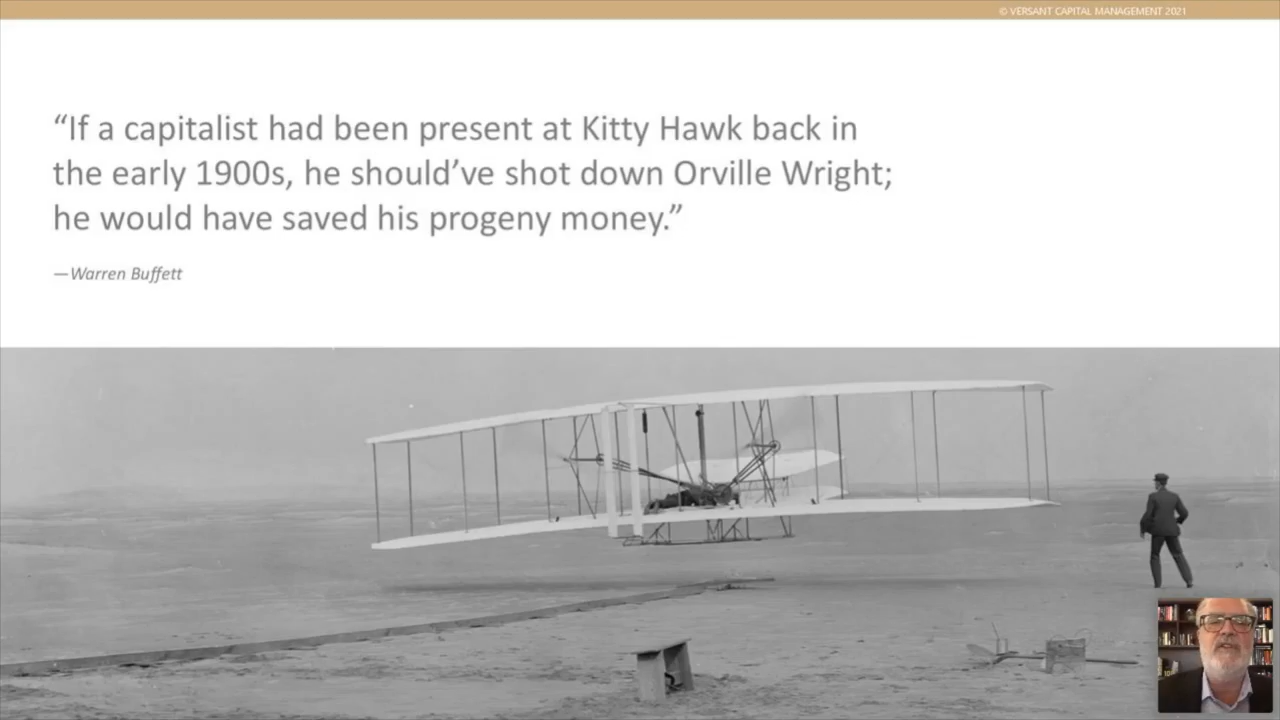 © VERSANT CAPITAL MANAGEMENT 2021
“If a capitalist had been present at Kitty Hawk back in
the early 1900s, he should’ve shot down Orville Wright;
he would have saved his progeny money.”
—Warren Buffett